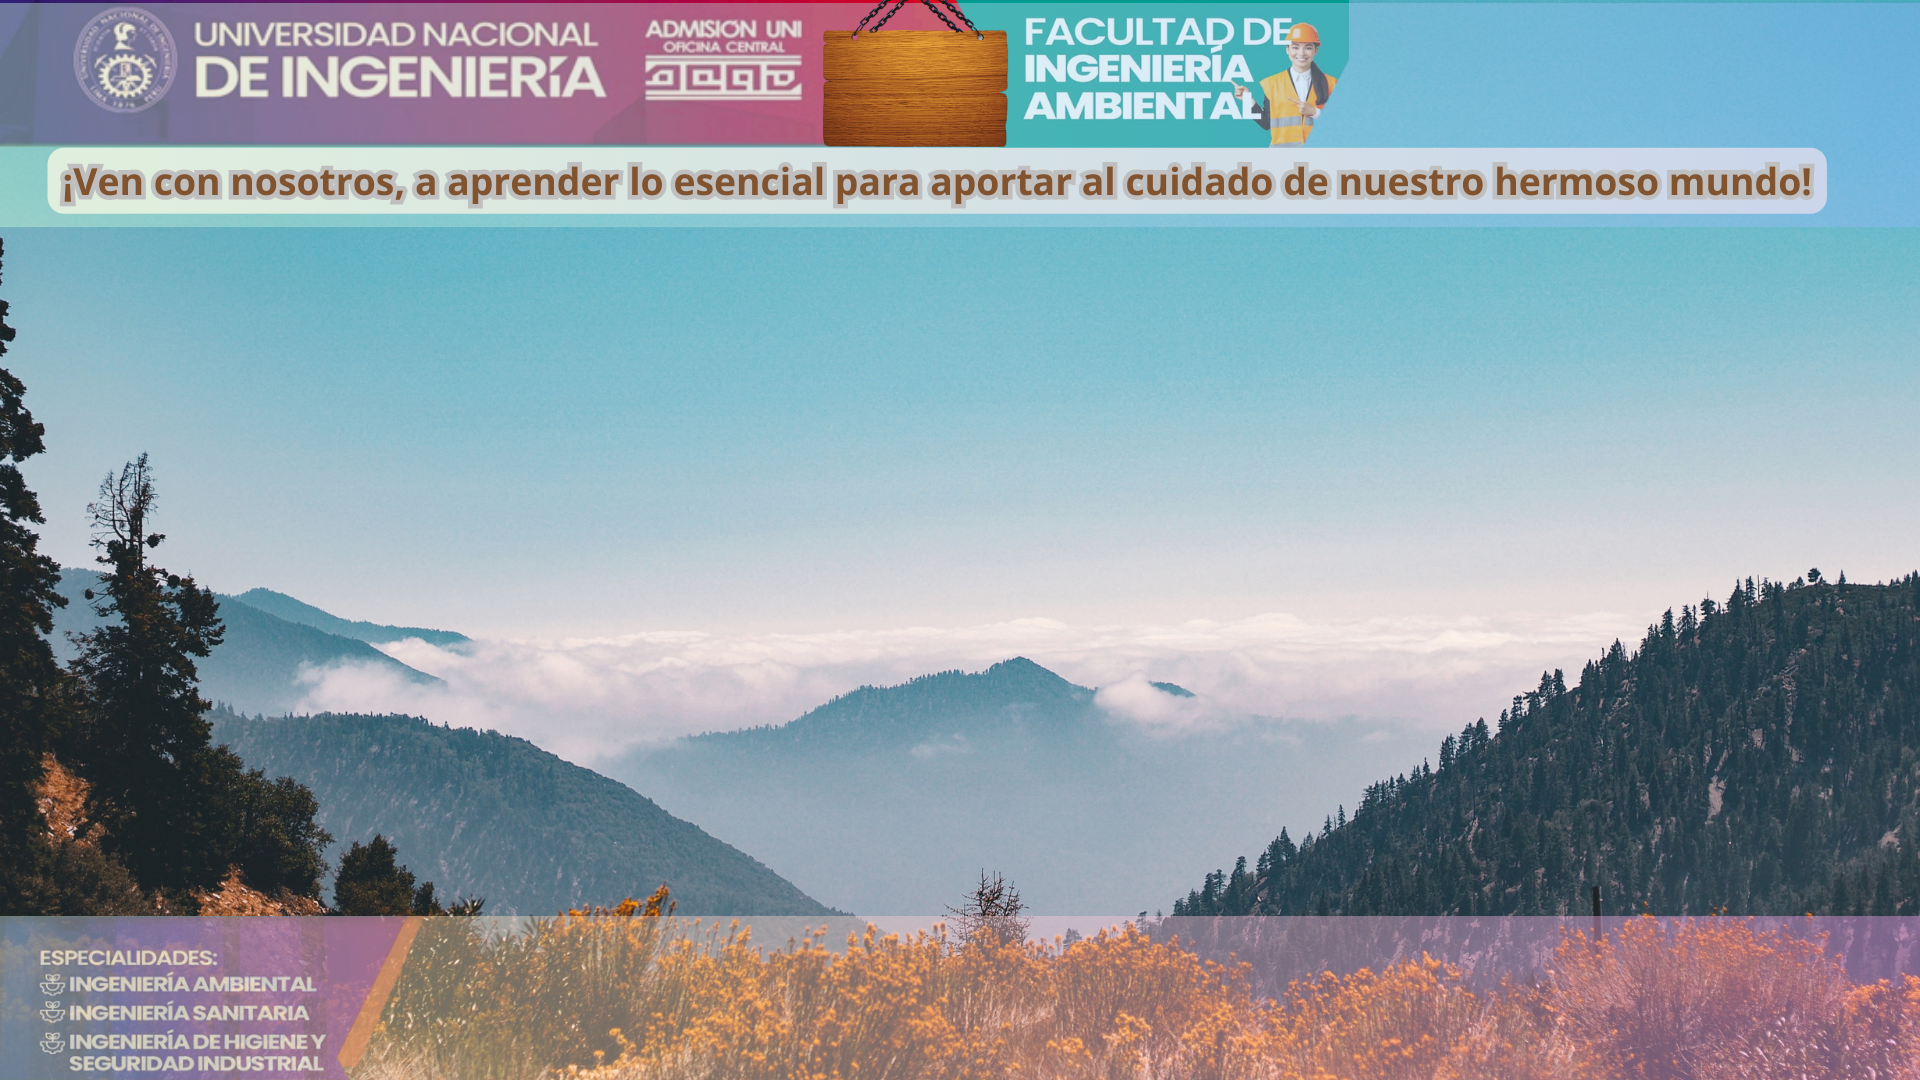 UNIVERSIDAD NACIONAL
DE INGENIERÍA
ADMISIÓN UNI
OFICINA CENTRAL
FACULTAD DE
INGENIERÍA
AMBIENTAL
¡Ven con nosotros, a aprender lo esencial para aportar al cuidado de nuestro hermoso mundo!
ESPECIALIDADES:
INGENIERÍA AMBIENTAL
INGENIERÍA SANITARIA
INGENIERÍA DE HIGIENE Y
SEGURIDAD INDUSTRIAL